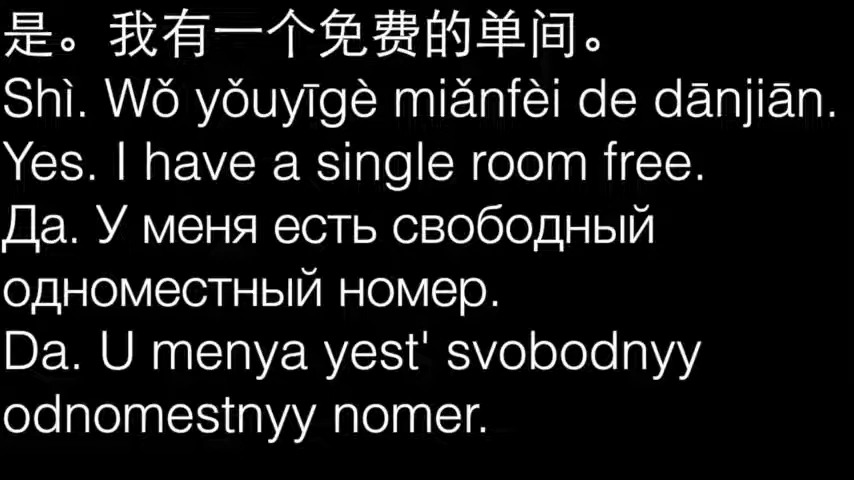 是。我有一个免费的单间。
Shì. Wǒ yǒuyīgè miǎnfèi de dānjiān.
Yes. I have a single room free.
Да. У меня есть свободный
одноместный номер.
Da. U menya yest' svobodnyy
odnomestnyy nomer.